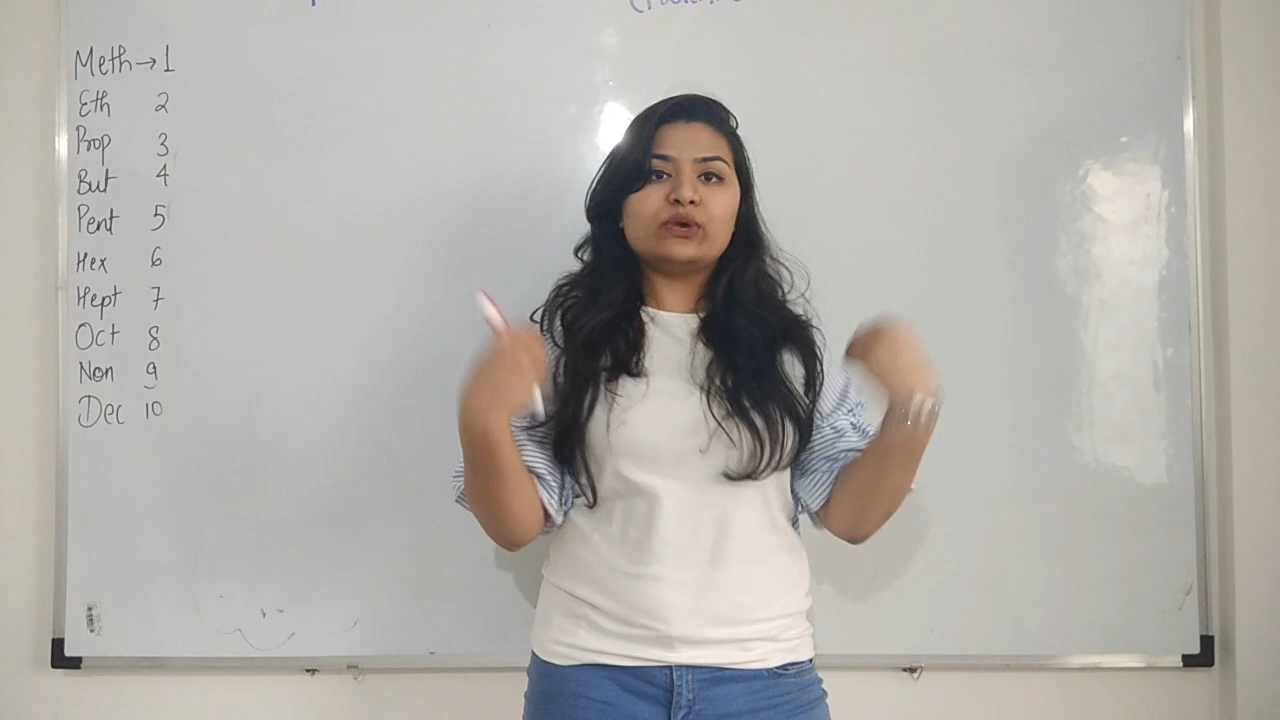 Meth → 1
Eth 2
Prop 3
But 4
Pent 5
Hex 6
Hept 7
Oct 8
Non 9
Dec 10